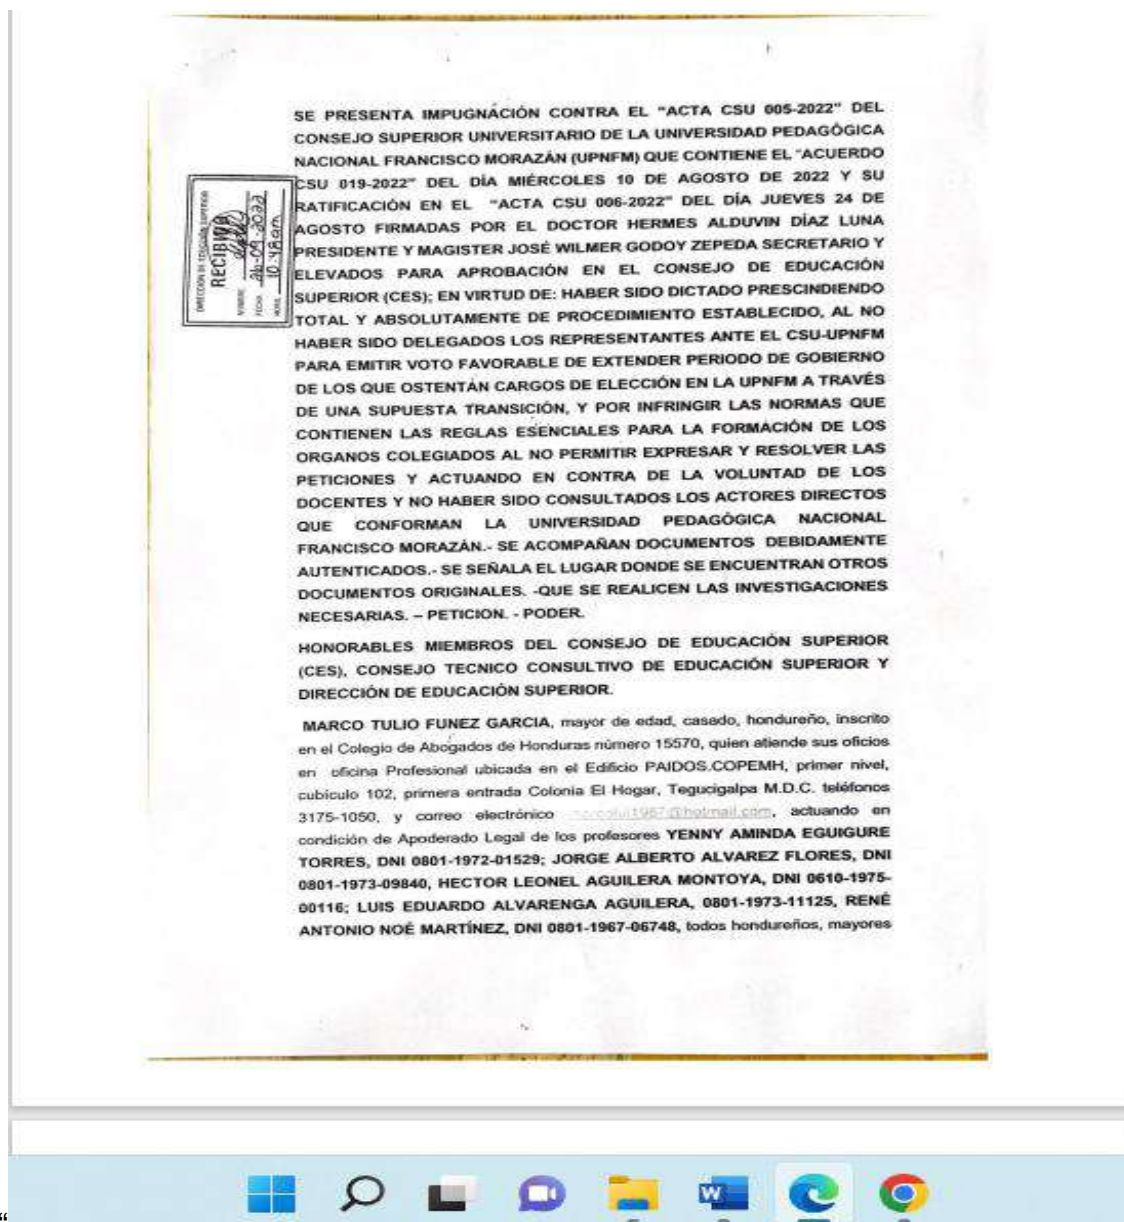 SE PRESENTA IMPUGNACIÓN CONTRA EL "ACTA CSU 005-2022" DEL
CONSEJO SUPERIOR UNIVERSITARIO DE LA UNIVERSIDAD PEDAGÓGICA
NACIONAL FRANCISCO MORAZÁN (UPNFM) QUE CONTIENE EL "ACUERDO
CSU 019-2022" DEL DÍA MIÉRCOLES 10 DE AGOSTO DE 2022 Y SU
RATIFICACIÓN EN EL "ACTA CSU 006-2022" DEL DÍA JUEVES 24 DE
AGOSTO FIRMADAS POR EL DOCTOR HERMES ALDUVIN DÍAZ LUNA
PRESIDENTE Y MAGISTER JOSÉ WILMER GODOY ZEPEDA SECRETARIO Y
ELEVADOS PARA APROBACIÓN EN EL CONSEJO DE EDUCACIÓN
SUPERIOR (CES); EN VIRTUD DE: HABER SIDO DICTADO PRESCINDIENDO
TOTAL Y ABSOLUTAMENTE DE PROCEDIMIENTO ESTABLECIDO, AL NO
HABER SIDO DELEGADOS LOS REPRESENTANTES ANTE EL CSU-UPNFM
PARA EMITIR VOTO FAVORABLE DE EXTENDER PERIODO DE GOBIERNO
DE LOS QUE OSTENTÁN CARGOS DE ELECCIÓN EN LA UPNFM A TRAVÉS
DE UNA SUPUESTA TRANSICIÓN, Y POR INFRINGIR LAS NORMAS QUE
CONTIENEN LAS REGLAS ESENCIALES PARA LA FORMACIÓN DE LOS
ORGANOS COLEGIADOS AL NO PERMITIR EXPRESAR Y RESOLVER LAS
PETICIONES Y ACTUANDO EN CONTRA DE LA VOLUNTAD DE LOS
DOCENTES Y NO HABER SIDO CONSULTADOS LOS ACTORES DIRECTOS
QUE CONFORMAN LA UNIVERSIDAD PEDAGÓGICA NACIONAL
FRANCISCO MORAZÁN.- SE ACOMPAÑAN DOCUMENTOS DEBIDAMENTE
AUTENTICADOS.- SE SEÑALA EL LUGAR DONDE SE ENCUENTRAN OTROS
DOCUMENTOS ORIGINALES. -QUE SE REALICEN LAS INVESTIGACIONES
NECESARIAS. – PETICION. - PODER.
DIRECCIÓN DE EDUCACIÓN SUPERIOR
RECIBIDO
NOMBRE
FECHA 26-09-2022
HORA 10:48am
HONORABLES MIEMBROS DEL CONSEJO DE EDUCACIÓN SUPERIOR
(CES), CONSEJO TECNICO CONSULTIVO DE EDUCACIÓN SUPERIOR Y
DIRECCIÓN DE EDUCACIÓN SUPERIOR.
MARCO TULIO FUNEZ GARCIA, mayor de edad, casado, hondureño, inscrito
en el Colegio de Abogados de Honduras número 15570, quien atiende sus oficios
en oficina Profesional ubicada en el Edificio PAIDOS.COPEMH, primer nivel,
cubículo 102, primera entrada Colonia El Hogar, Tegucigalpa M.D.C. teléfonos
3175-1050, y correo electrónico , actuando en
condición de Apoderado Legal de los profesores YENNY AMINDA EGUIGURE
TORRES, DNI 0801-1972-01529; JORGE ALBERTO ALVAREZ FLORES, DNI
0801-1973-09840, HECTOR LEONEL AGUILERA MONTOYA, DNI 0610-1975-
00116; LUIS EDUARDO ALVARENGA AGUILERA, 0801-1973-11125, RENÉ
ANTONIO NOÉ MARTÍNEZ, DNI 0801-1967-06748, todos hondureños, mayores
“